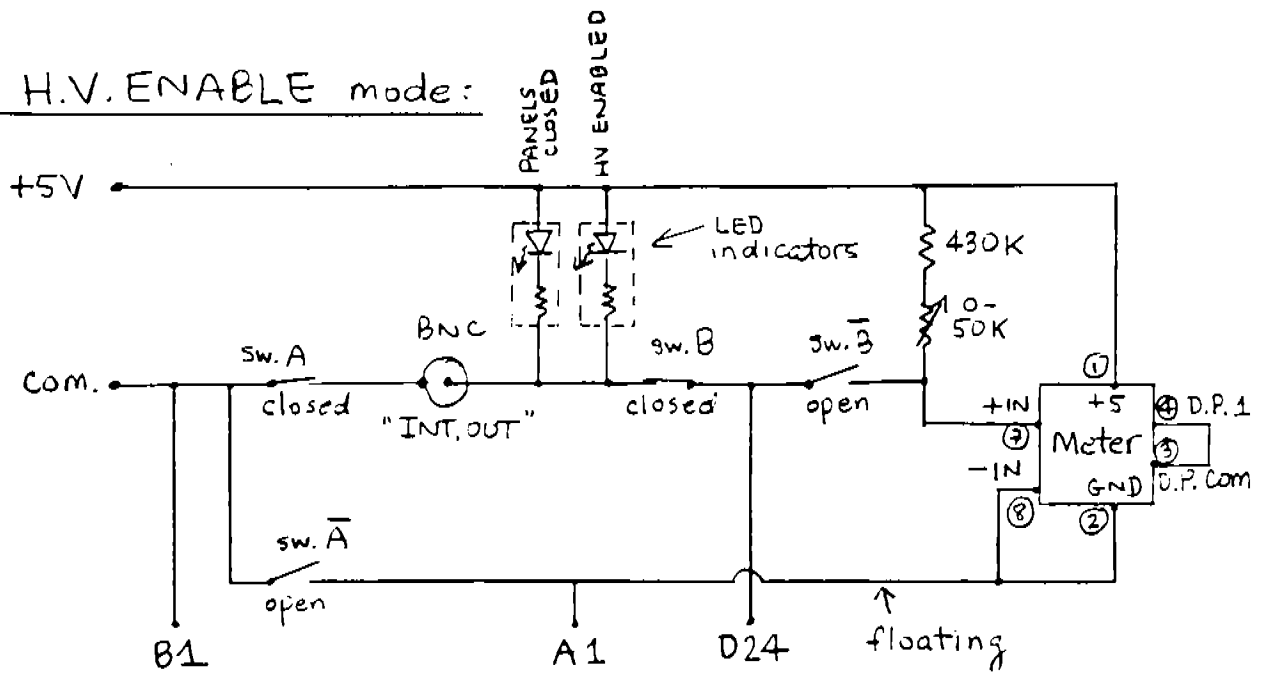 H.V. ENABLE mode:
PANELS
CLOSED
HV ENABLED
+5V
LED
indicators
430K
0-
50K
BNC
sw. A
closed
"INT. OUT"
sw. B
closed
sw. B̅
open
Com.
①
+5
+IN
⑦
Meter
④ D.P. 1
③
D.P. Com
-IN
⑧
GND
②
sw. A̅
open
B1
A1
D24
floating